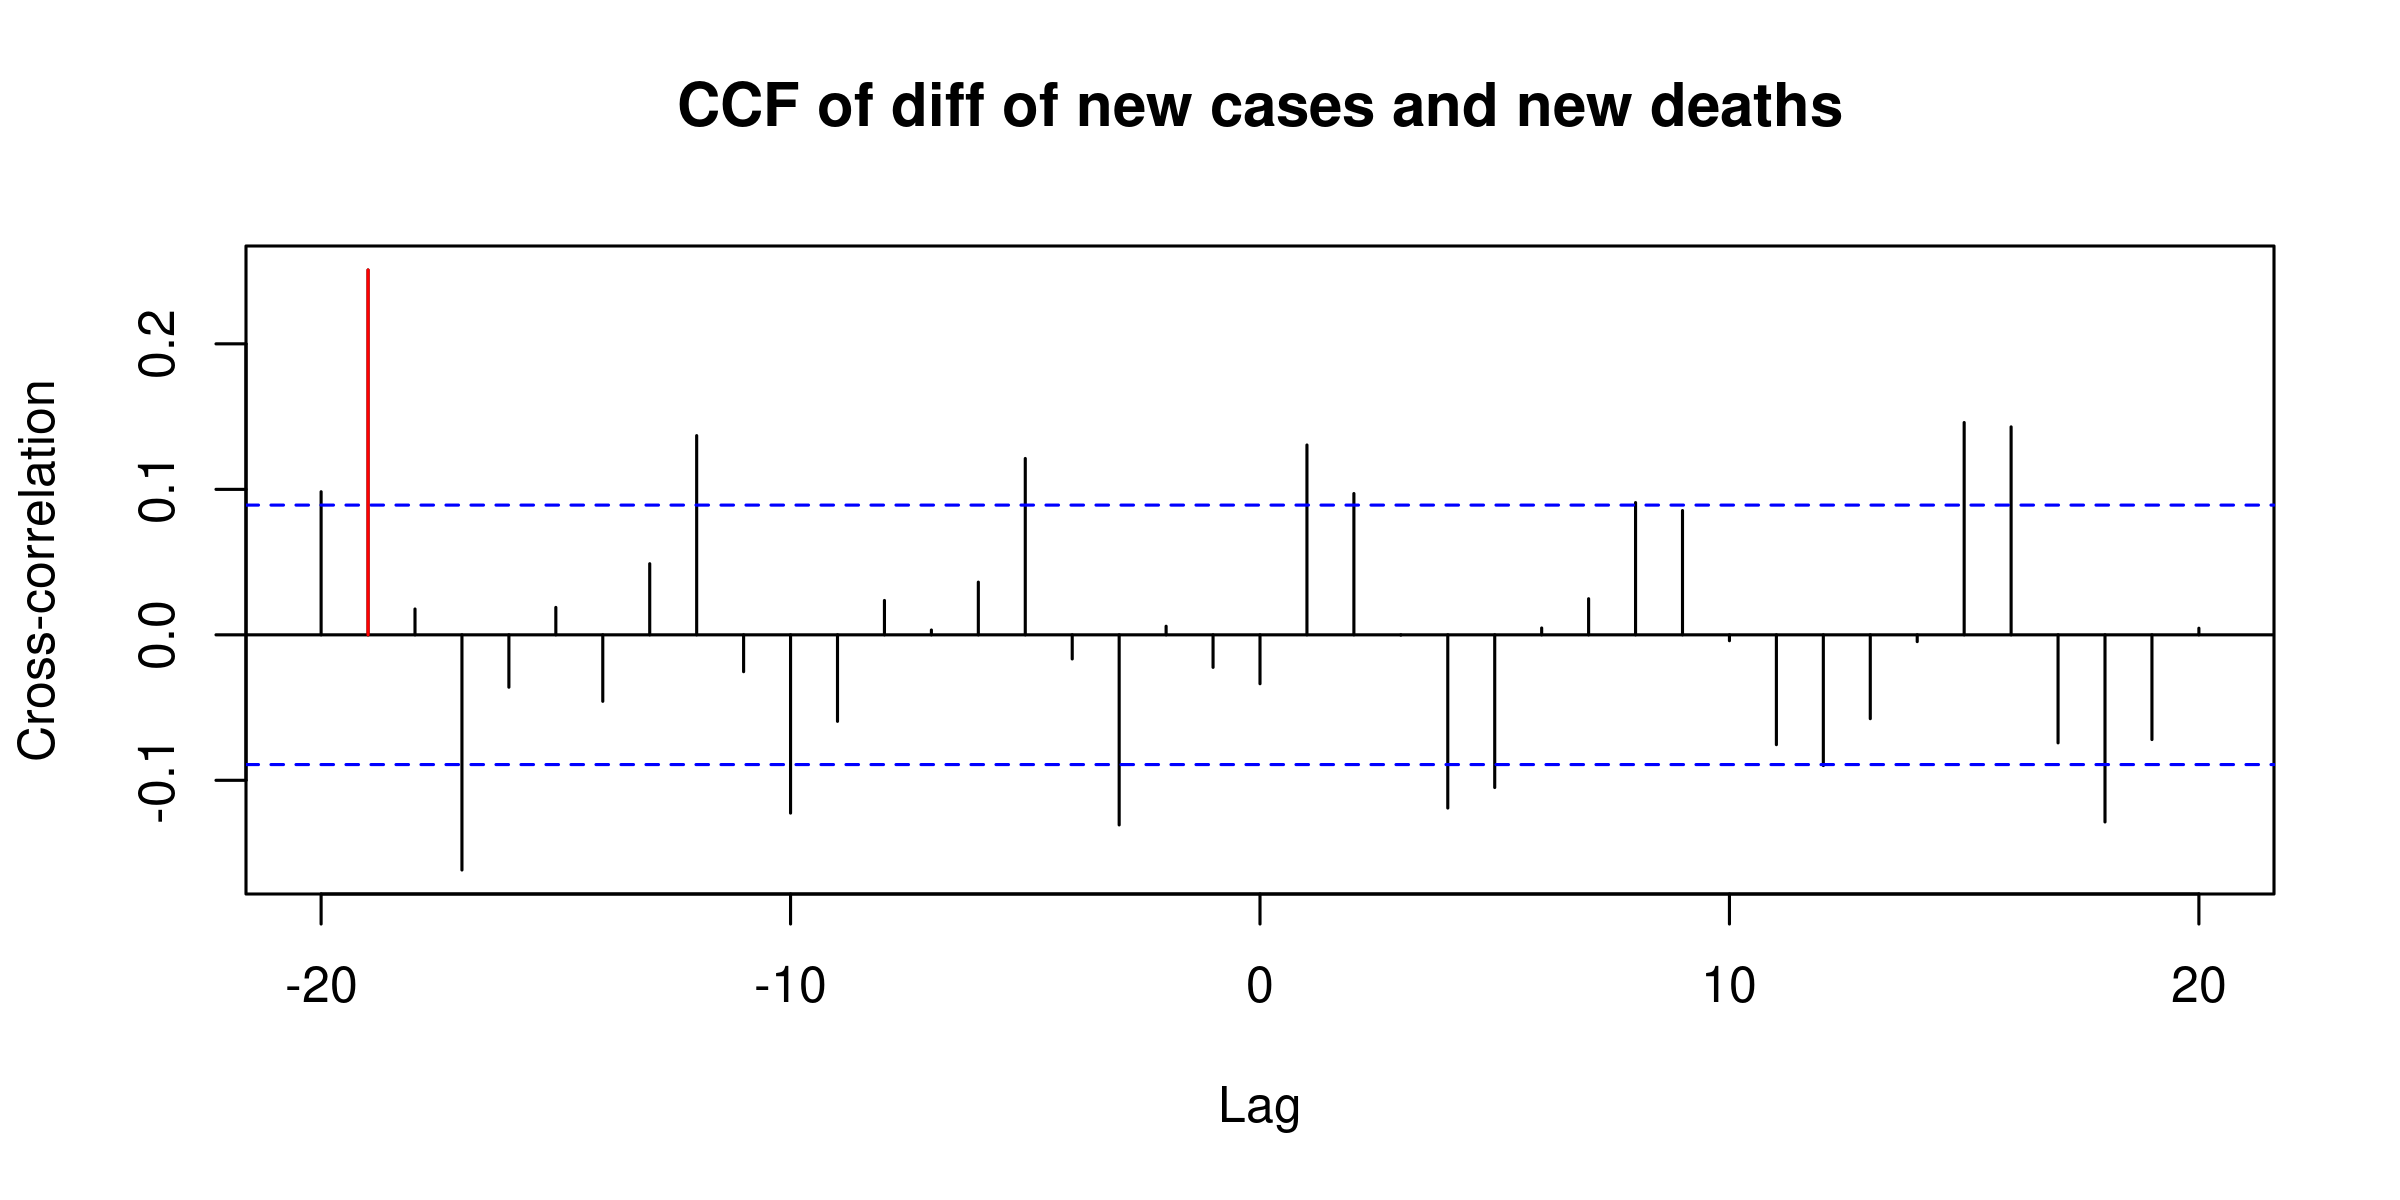 CCF of diff of new cases and new deaths
Cross-correlation
0.2
0.1
0.0
-0.1
-20 -10 0 10 20
Lag